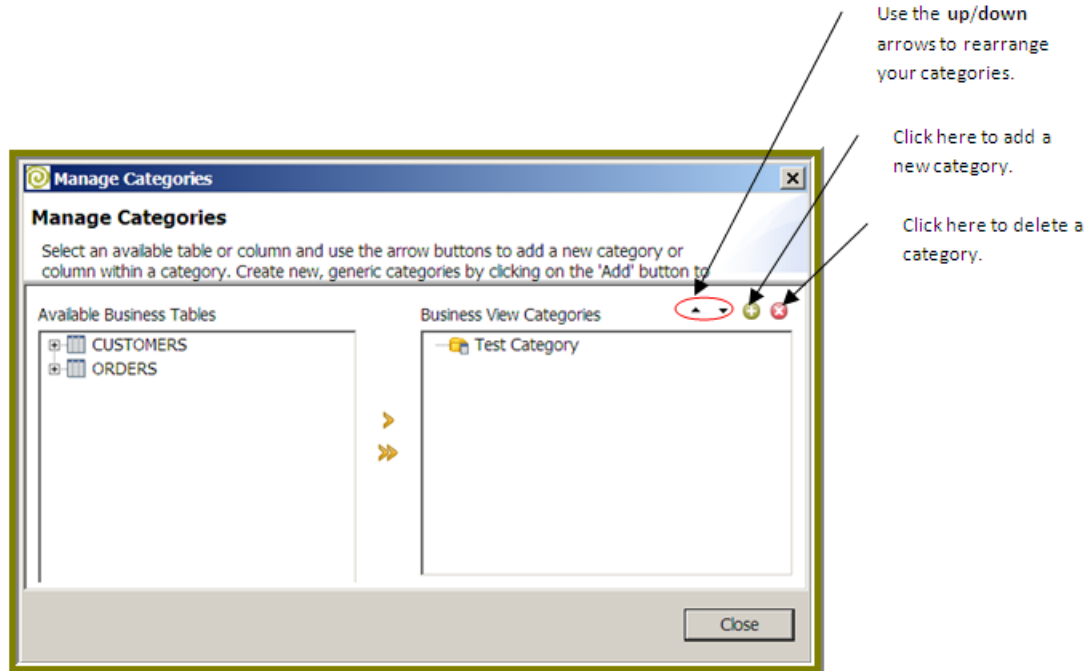 Use the up/down
arrows to rearrange
your categories.
Click here to add a
new category.
Click here to delete a
category.
Manage Categories
Manage Categories
Select an available table or column and use the arrow buttons to add a new category or
column within a category. Create new, generic categories by clicking on the 'Add' button to
Available Business Tables
Business View Categories
CUSTOMERS
ORDERS
Test Category
Close